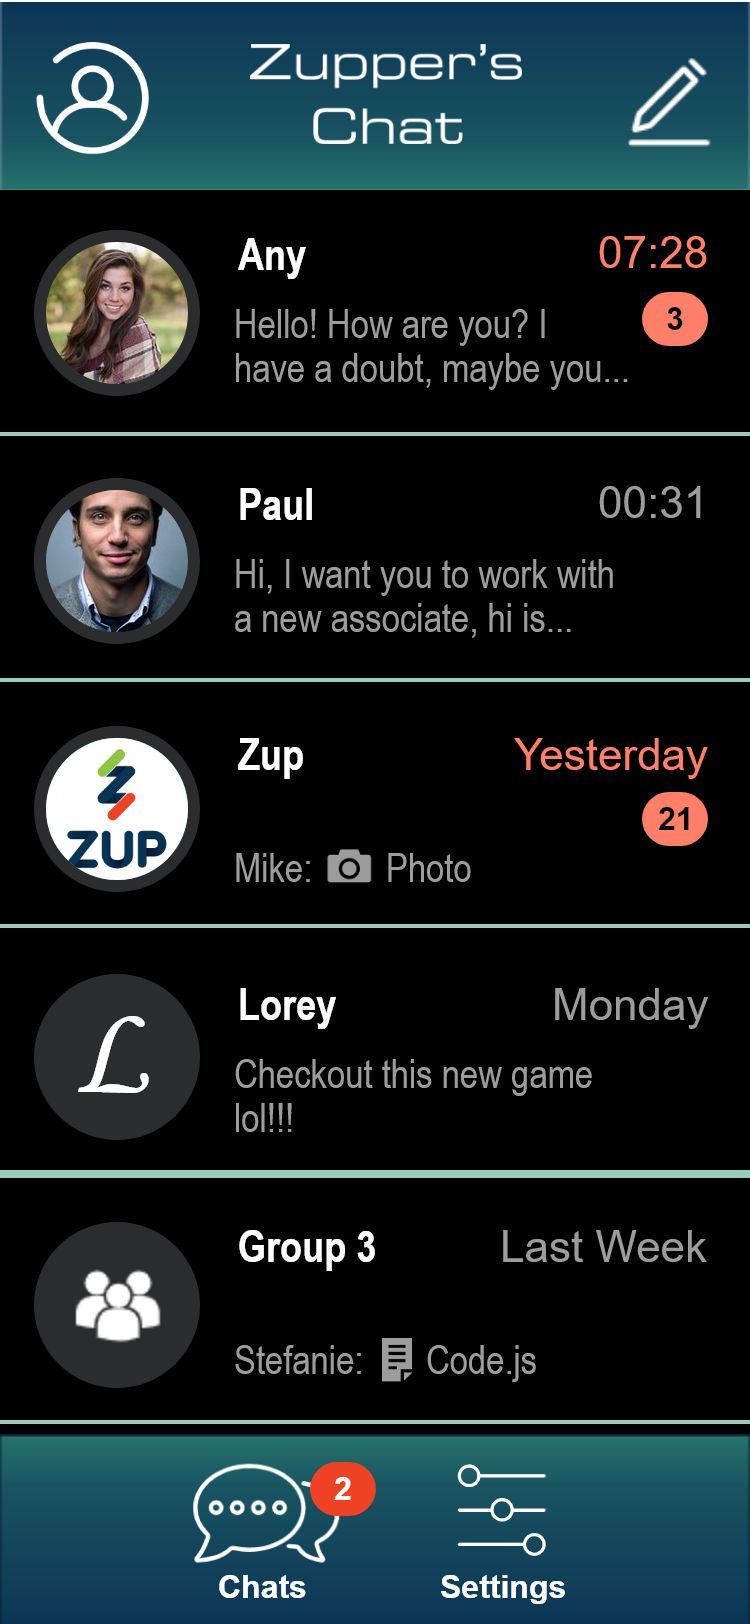 Zupper's
Chat
Any
07:28
Hello! How are you? I
3
have a doubt, maybe you...
Paul
00:31
Hi, I want you to work with
a new associate, hi is...
ZUP
Zup
Yesterday
21
Mike: Photo
L
Lorey
Monday
Checkout this new game
lol!!!
Group 3
Last Week
Stefanie: Code.js
2
Chats
Settings